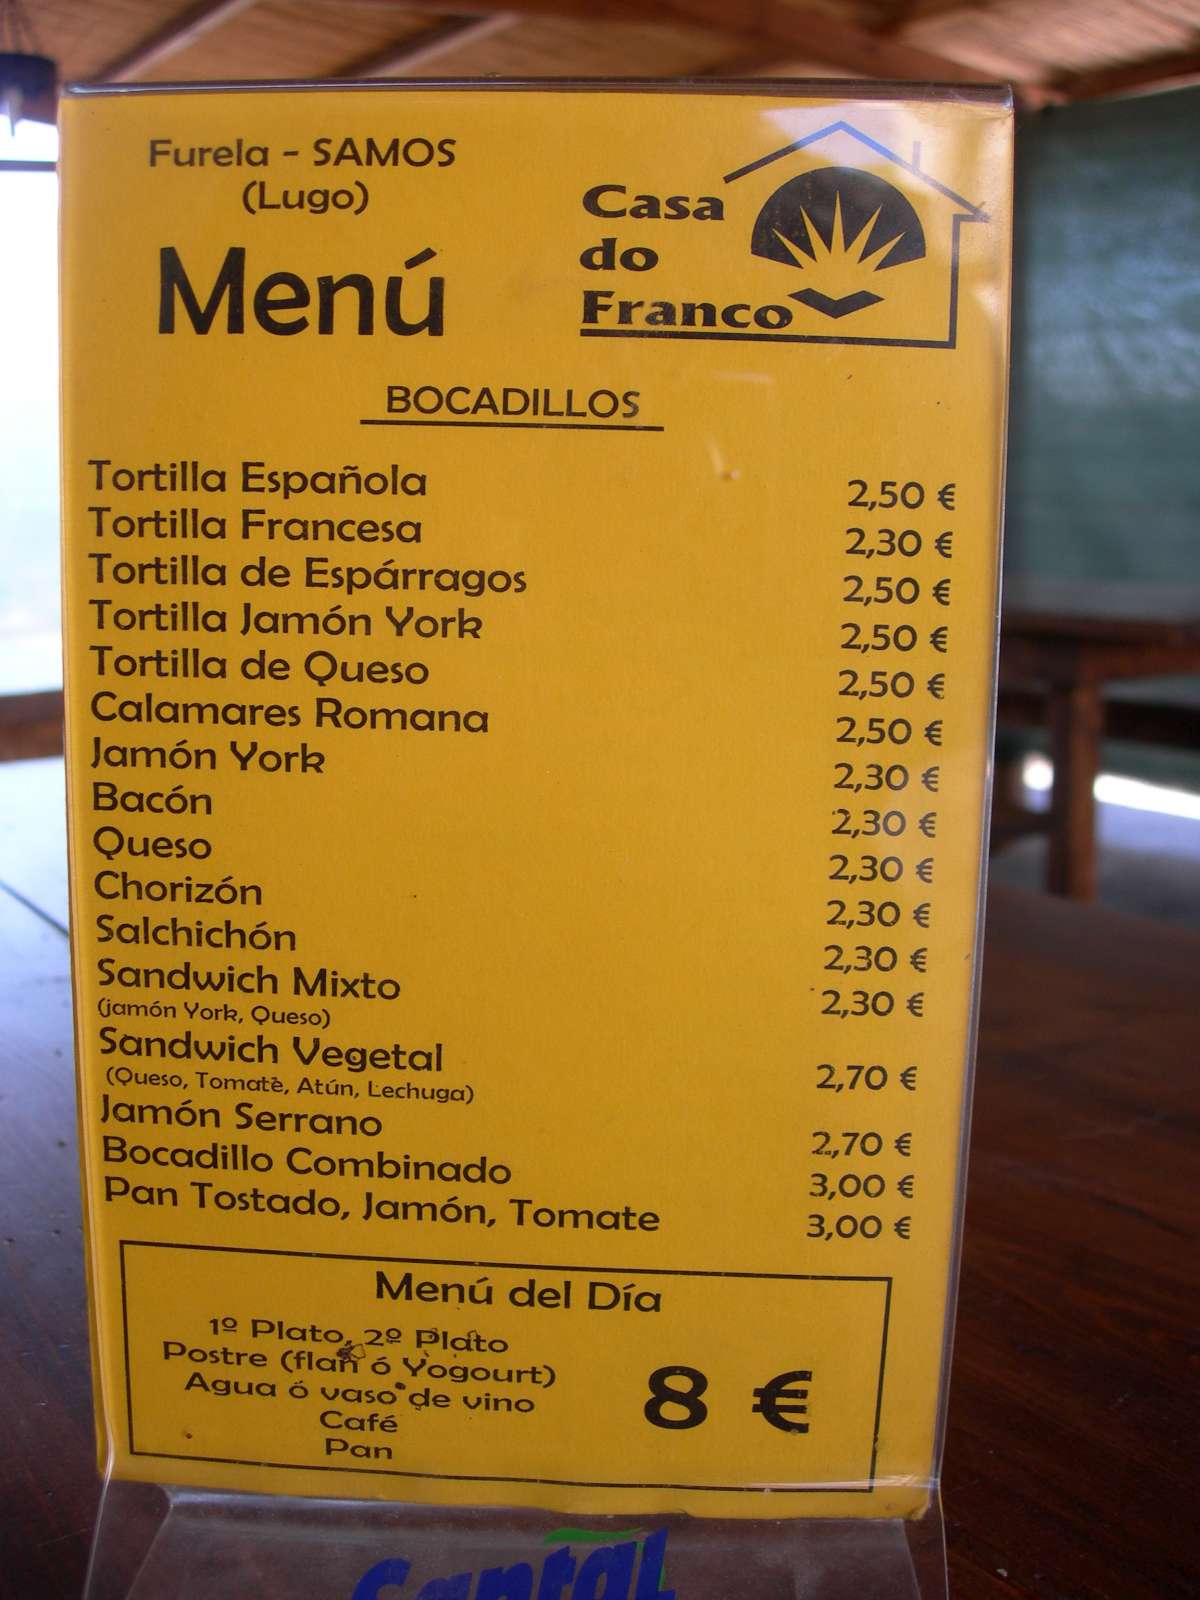 Furela - SAMOS
(Lugo)
Menú
Casa
do
Franco
BOCADILLOS
Tortilla Española 2,50 €
Tortilla Francesa 2,30 €
Tortilla de Espárragos 2,50 €
Tortilla Jamón York 2,50 €
Tortilla de Queso 2,50 €
Calamares Romana 2,50 €
Jamón York 2,30 €
Bacón 2,30 €
Queso 2,30 €
Chorizón 2,30 €
Salchichón 2,30 €
Sandwich Mixto 2,30 €
(jamón York, Queso)
Sandwich Vegetal 2,70 €
(Queso, Tomate, Atún, Lechuga)
Jamón Serrano 2,70 €
Bocadillo Combinado 3,00 €
Pan Tostado, Jamón, Tomate 3,00 €
Menú del Día
1º Plato, 2º Plato
Postre (flan ó Yogourt)
Agua ó vaso de vino
Café
Pan
8 €